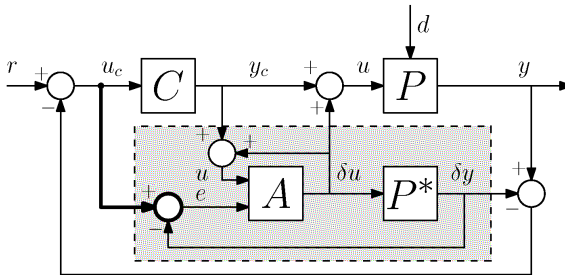 d
r + u_c C y_c + u P y
−
+
+ + +
u A δu P* δy −
+ e
−